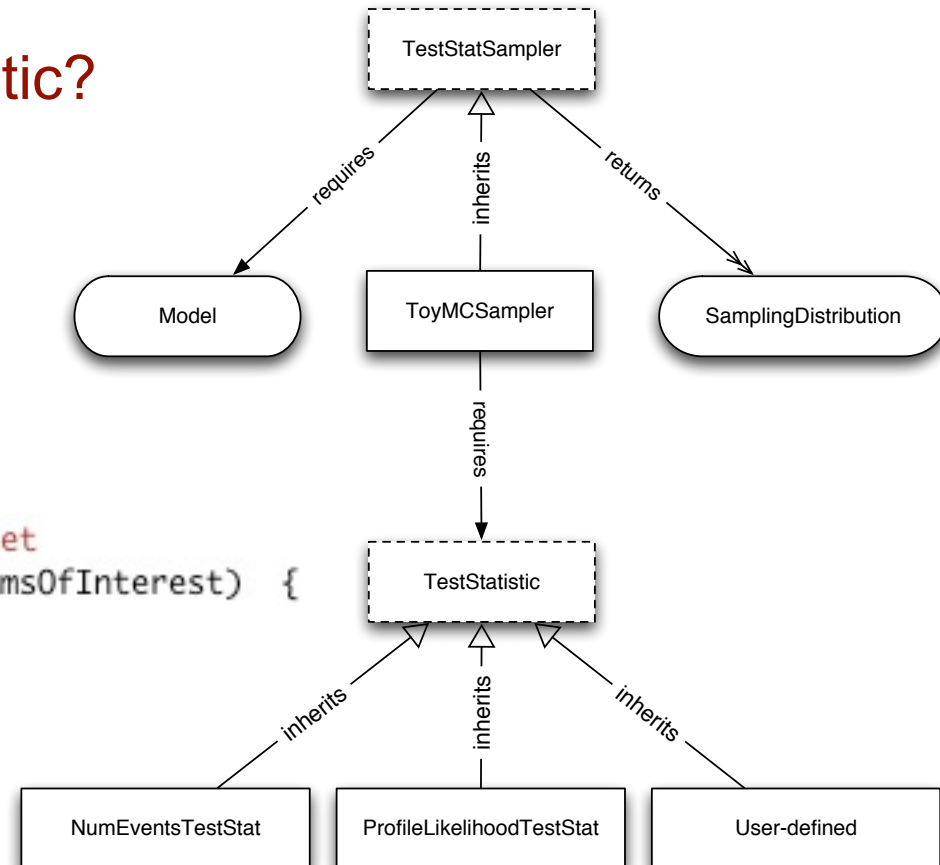 TestStatSampler
tic?
requires
inherits
returns
Model
ToyMCSampler
SamplingDistribution
requires
et
msOfInterest) {
TestStatistic
inherits
inherits
inherits
NumEventsTestStat
ProfileLikelihoodTestStat
User-defined